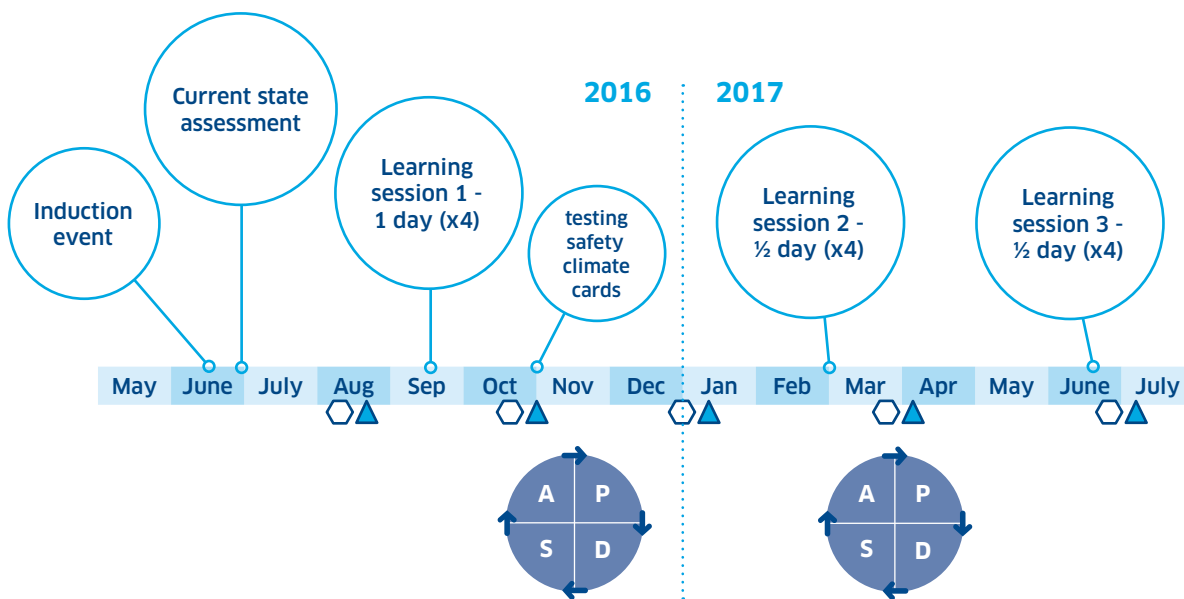 2016
2017
Current state
assessment
Induction
event
Learning
session 1 -
1 day (x4)
testing
safety
climate
cards
Learning
session 2 -
½ day (x4)
Learning
session 3 -
½ day (x4)
May June July Aug Sep Oct Nov Dec Jan Feb Mar Apr May June July
A P
S D
A P
S D